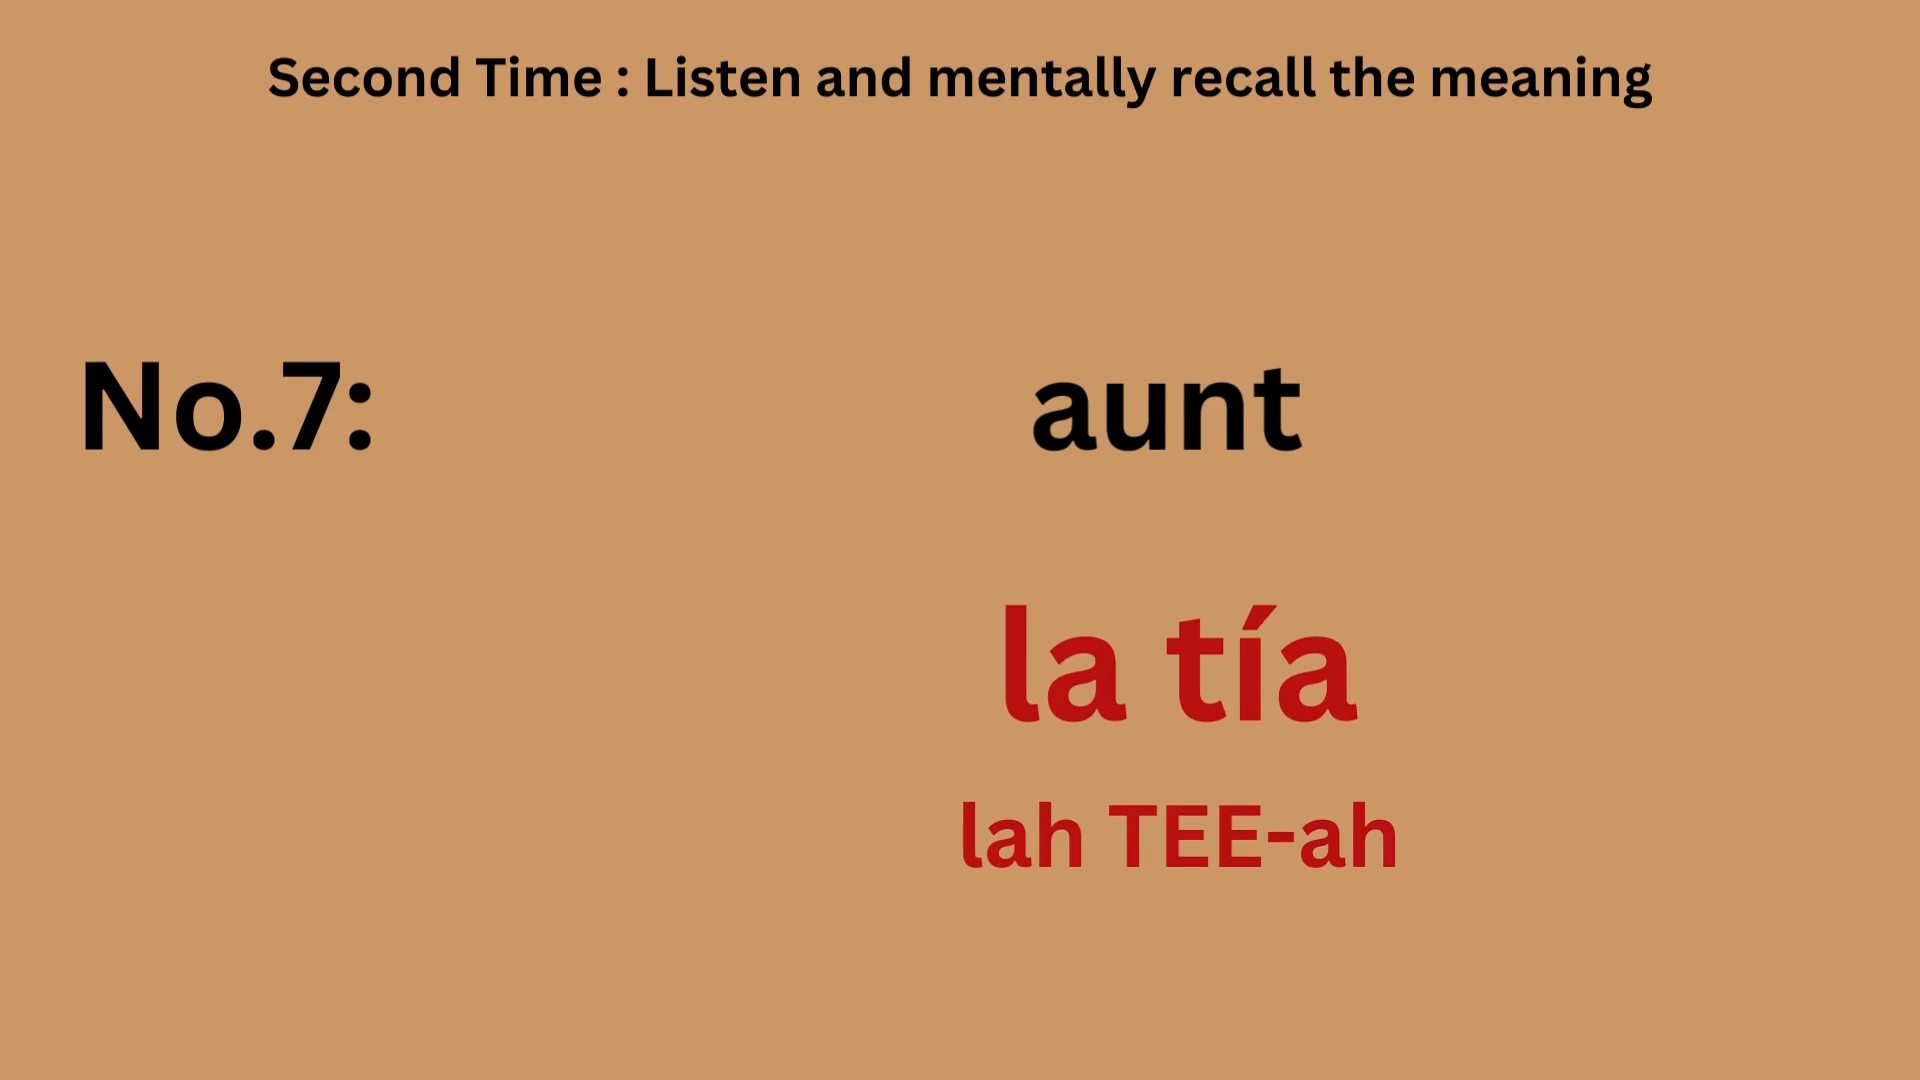 Second Time : Listen and mentally recall the meaning
No.7:
aunt
la tía
lah TEE-ah